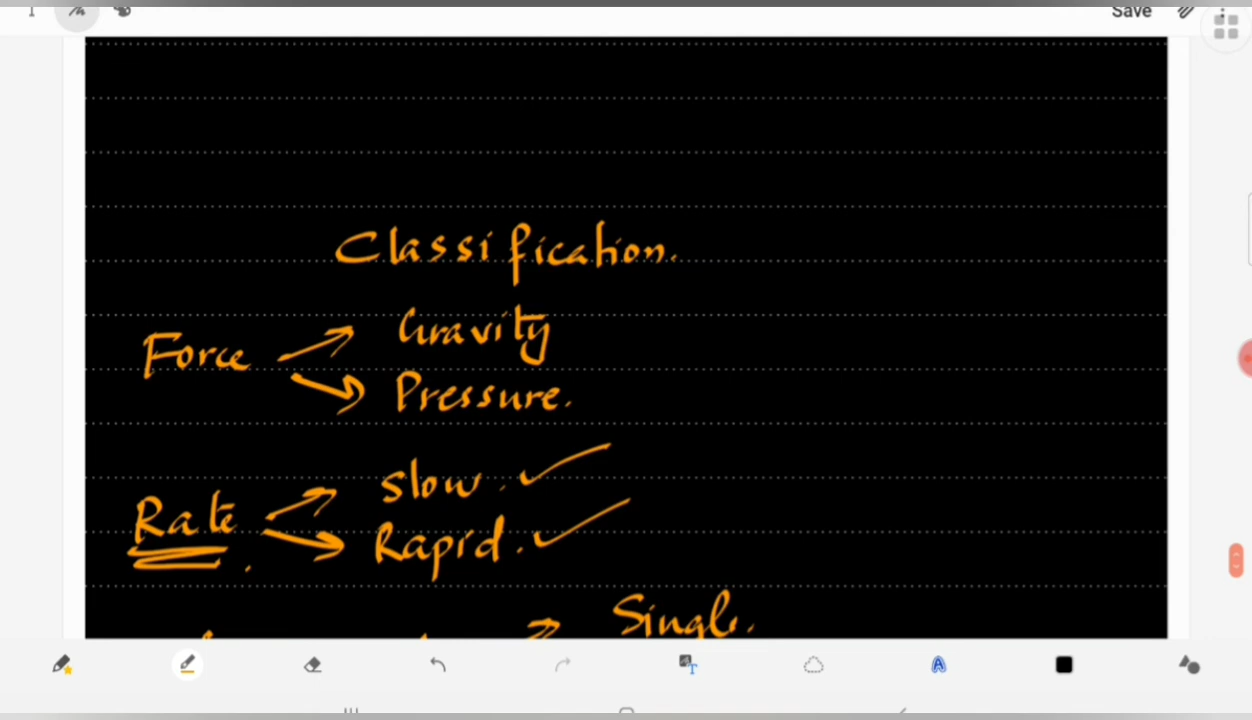 Save
Classification.
Force → Gravity
→ Pressure.
Rate → Slow. ✓
→ Rapid. ✓
Single.